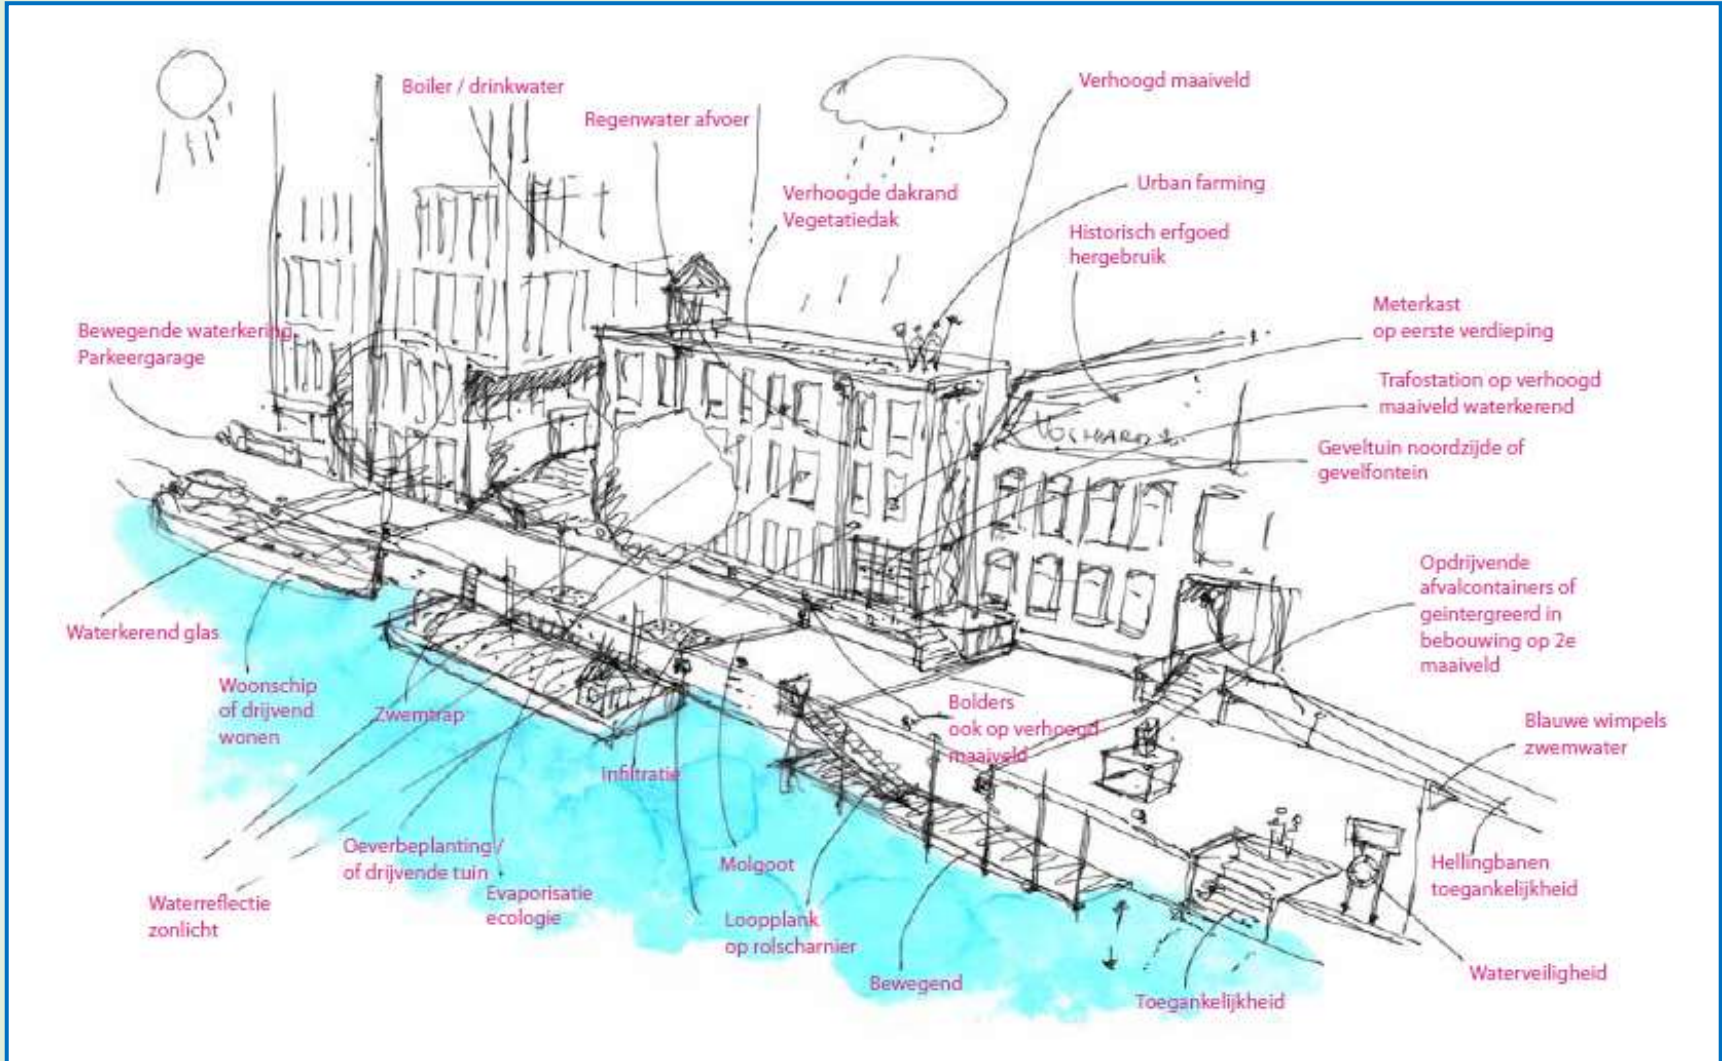 Boiler / drinkwater
Regenwater afvoer
Verhoogd maaiveld
Verhoogde dakrand
Vegetatiedak
Urban farming
Historisch erfgoed
hergebruik
Meterkast
op eerste verdieping
Bewegende waterkering
Parkeergarage
Trafostation op verhoogd
maaiveld waterkerend
Geveltuin noordzijde of
gevelfontein
Opdrijvende
afvalcontainers of
geintergreerd in
bebouwing op 2e
maaiveld
Waterkerend glas
Woonschip
of drijvend
wonen
Zwemtrap
Infiltratie
Bolders
ook op verhoogd
maaiveld
Blauwe wimpels
zwemwater
Oeverbeplanting /
of drijvende tuin
Evaporisatie
ecologie
Molgoot
Loopplank
op rolscharnier
Hellingbanen
toegankelijkheid
Waterreflectie
zonlicht
Bewegend
Toegankelijkheid
Waterveiligheid